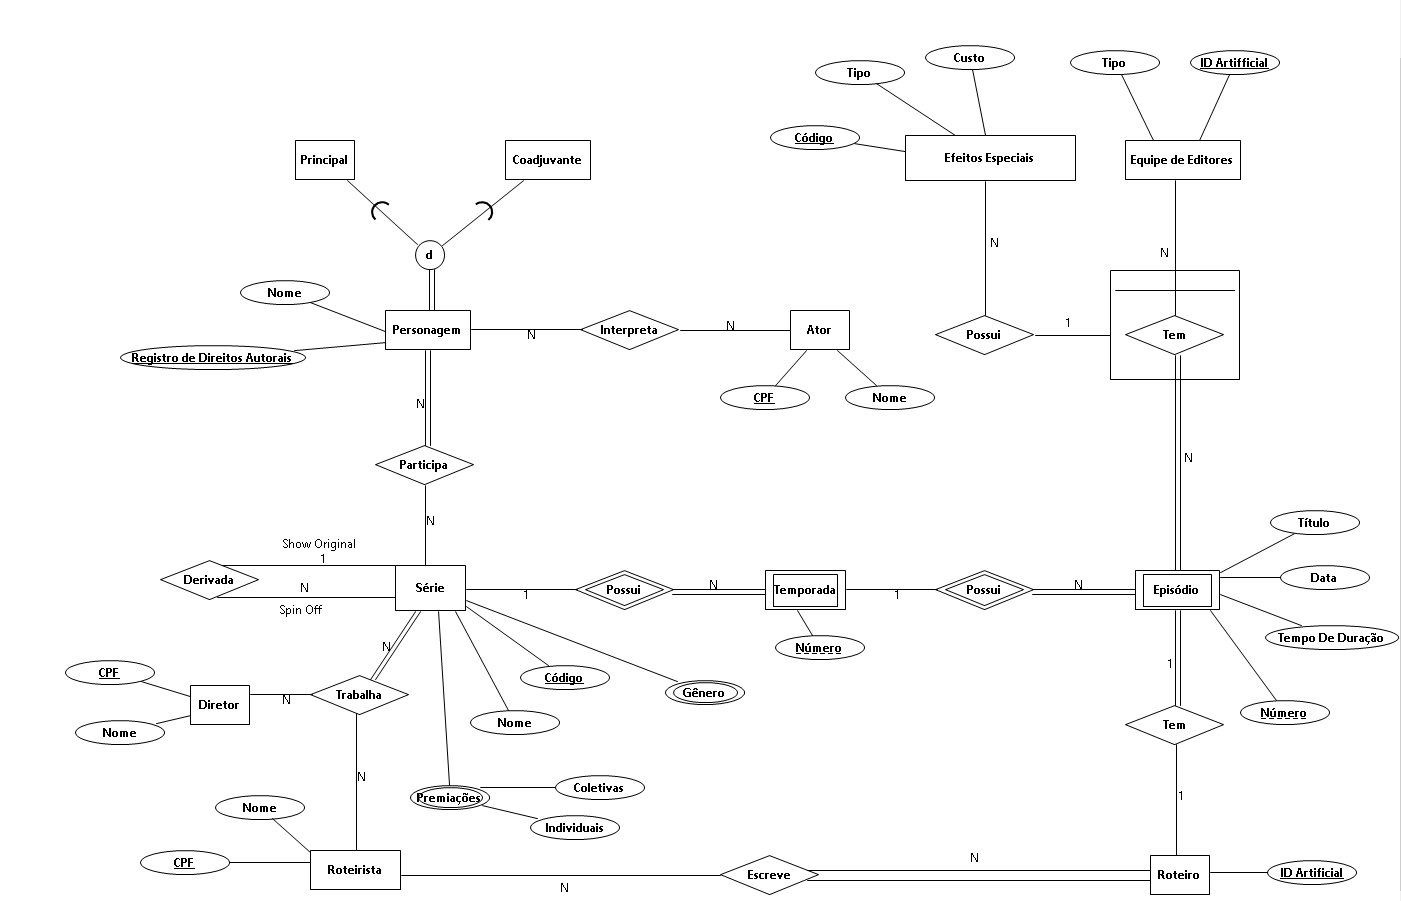 Custo
Tipo
Tipo
ID Artifficial
Código
Efeitos Especiais
Equipe de Editores
Principal
Coadjuvante
N
N
d
Nome
Personagem
N
Interpreta
N
Ator
Possui
1
Tem
Registro de Direitos Autorais
CPF
Nome
N
Participa
N
N
Show Original
1
Título
Derivada
N
Spin Off
Série
1
Possui
N
Temporada
1
Possui
N
Episódio
Data
Tempo De Duração
Número
N
1
CPF
Código
Gênero
Diretor
N
Trabalha
Nome
Nome
Número
Tem
N
Premiações
Coletivas
Individuais
1
Nome
CPF
Roteirista
N
Escreve
N
Roteiro
ID Artificial